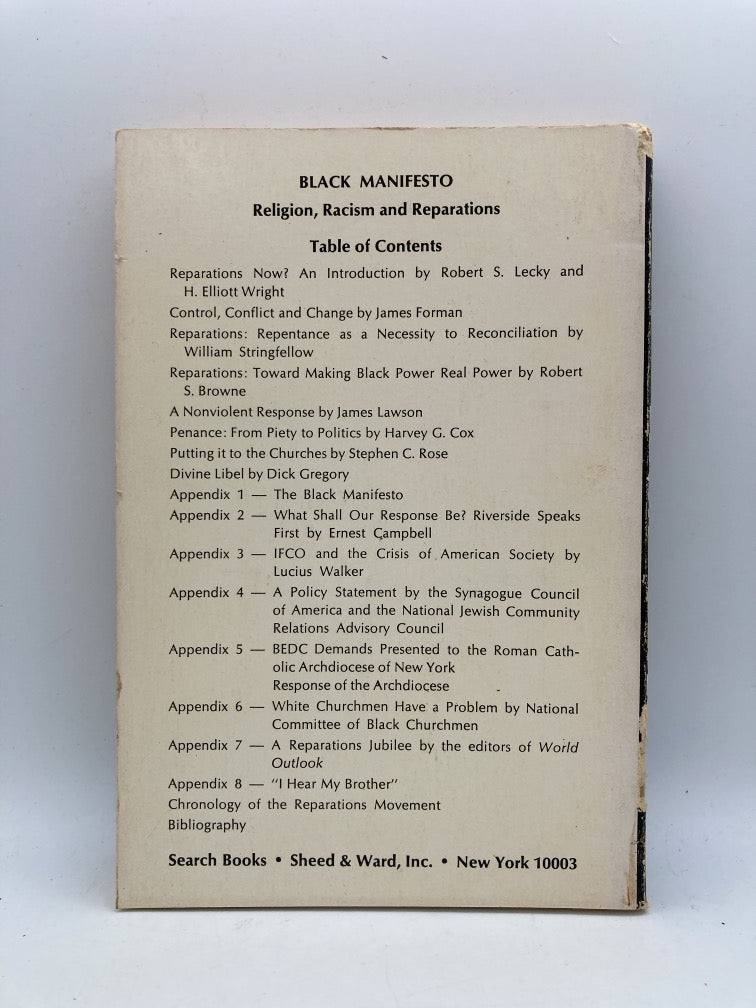 BLACK MANIFESTO
Religion, Racism and Reparations
Table of Contents
Reparations Now? An Introduction by Robert S. Lecky and
H. Elliott Wright
Control, Conflict and Change by James Forman
Reparations: Repentance as a Necessity to Reconciliation by
William Stringfellow
Reparations: Toward Making Black Power Real Power by Robert
S. Browne
A Nonviolent Response by James Lawson
Penance: From Piety to Politics by Harvey G. Cox
Putting it to the Churches by Stephen C. Rose
Divine Libel by Dick Gregory
Appendix 1 — The Black Manifesto
Appendix 2 — What Shall Our Response Be? Riverside Speaks
First by Ernest Campbell
Appendix 3 — IFCO and the Crisis of American Society by
Lucius Walker
Appendix 4 — A Policy Statement by the Synagogue Council
of America and the National Jewish Community
Relations Advisory Council
Appendix 5 — BEDC Demands Presented to the Roman Cath-
olic Archdiocese of New York
Response of the Archdiocese
Appendix 6 — White Churchmen Have a Problem by National
Committee of Black Churchmen
Appendix 7 — A Reparations Jubilee by the editors of World
Outlook
Appendix 8 — "I Hear My Brother"
Chronology of the Reparations Movement
Bibliography
Search Books • Sheed & Ward, Inc. • New York 10003